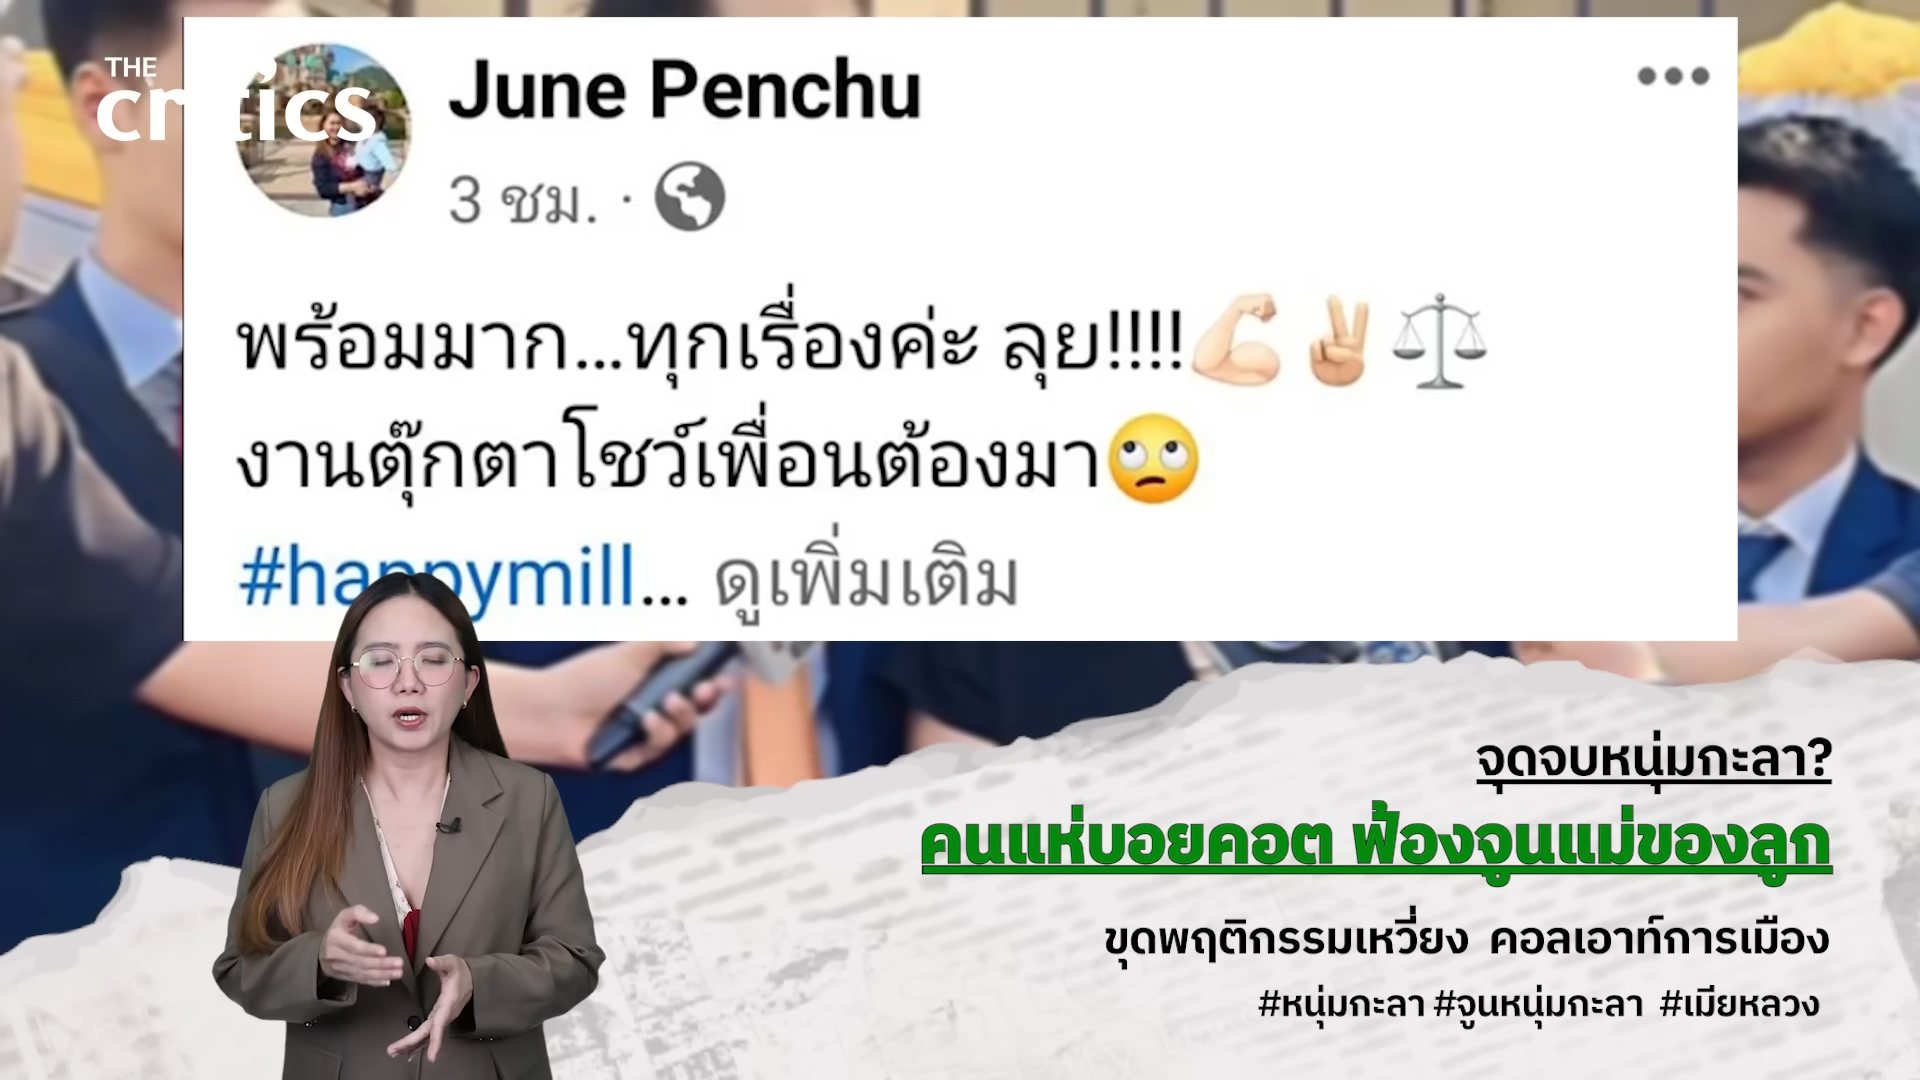 THE
critics
June Penchu
3 ชม. ·
พร้อมมาก...ทุกเรื่องค่ะ ลุย!!!!💪🏻✌🏼⚖️
งานตุ๊กตาโชว์เพื่อนต้องมา🙄
#happymill... ดูเพิ่มเติม
จุดจบหนุ่มกะลา?
คนแห่บอยคอต ฟ้องจูนแม่ของลูก
ขุดพฤติกรรมเหวี่ยง คอลเอาท์การเมือง
#หนุ่มกะลา #จูนหนุ่มกะลา #เมียหลวง